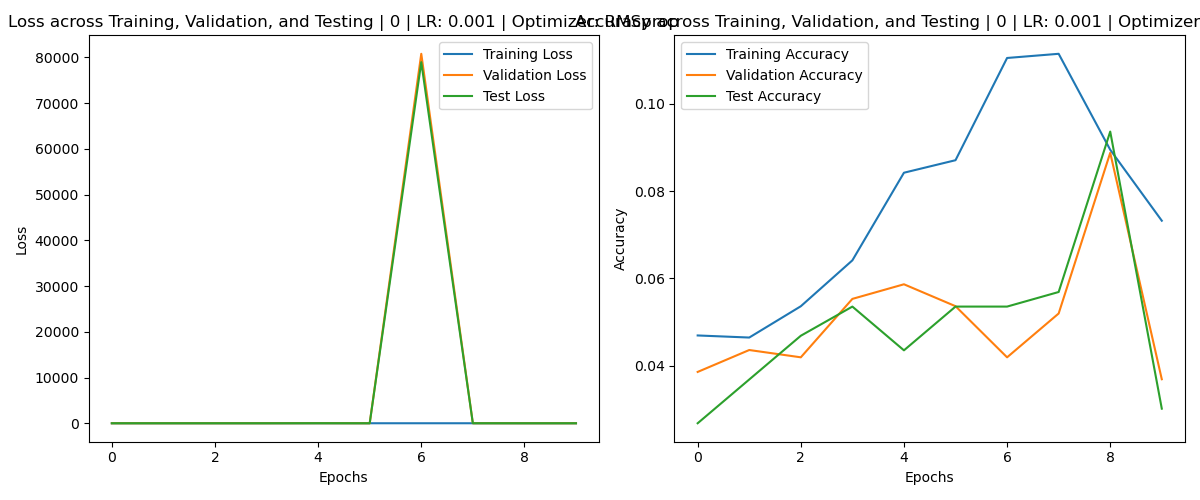 Loss across Training, Validation, and Testing | 0 | LR: 0.001 | Optimizer: RMSprop
Accuracy across Training, Validation, and Testing | 0 | LR: 0.001 | Optimizer
Training Loss
Validation Loss
Test Loss
80000
70000
60000
50000
40000
30000
20000
10000
0
Loss
0 2 4 6 8
Epochs
Training Accuracy
Validation Accuracy
Test Accuracy
0.10
0.08
0.06
0.04
Accuracy
0 2 4 6 8
Epochs